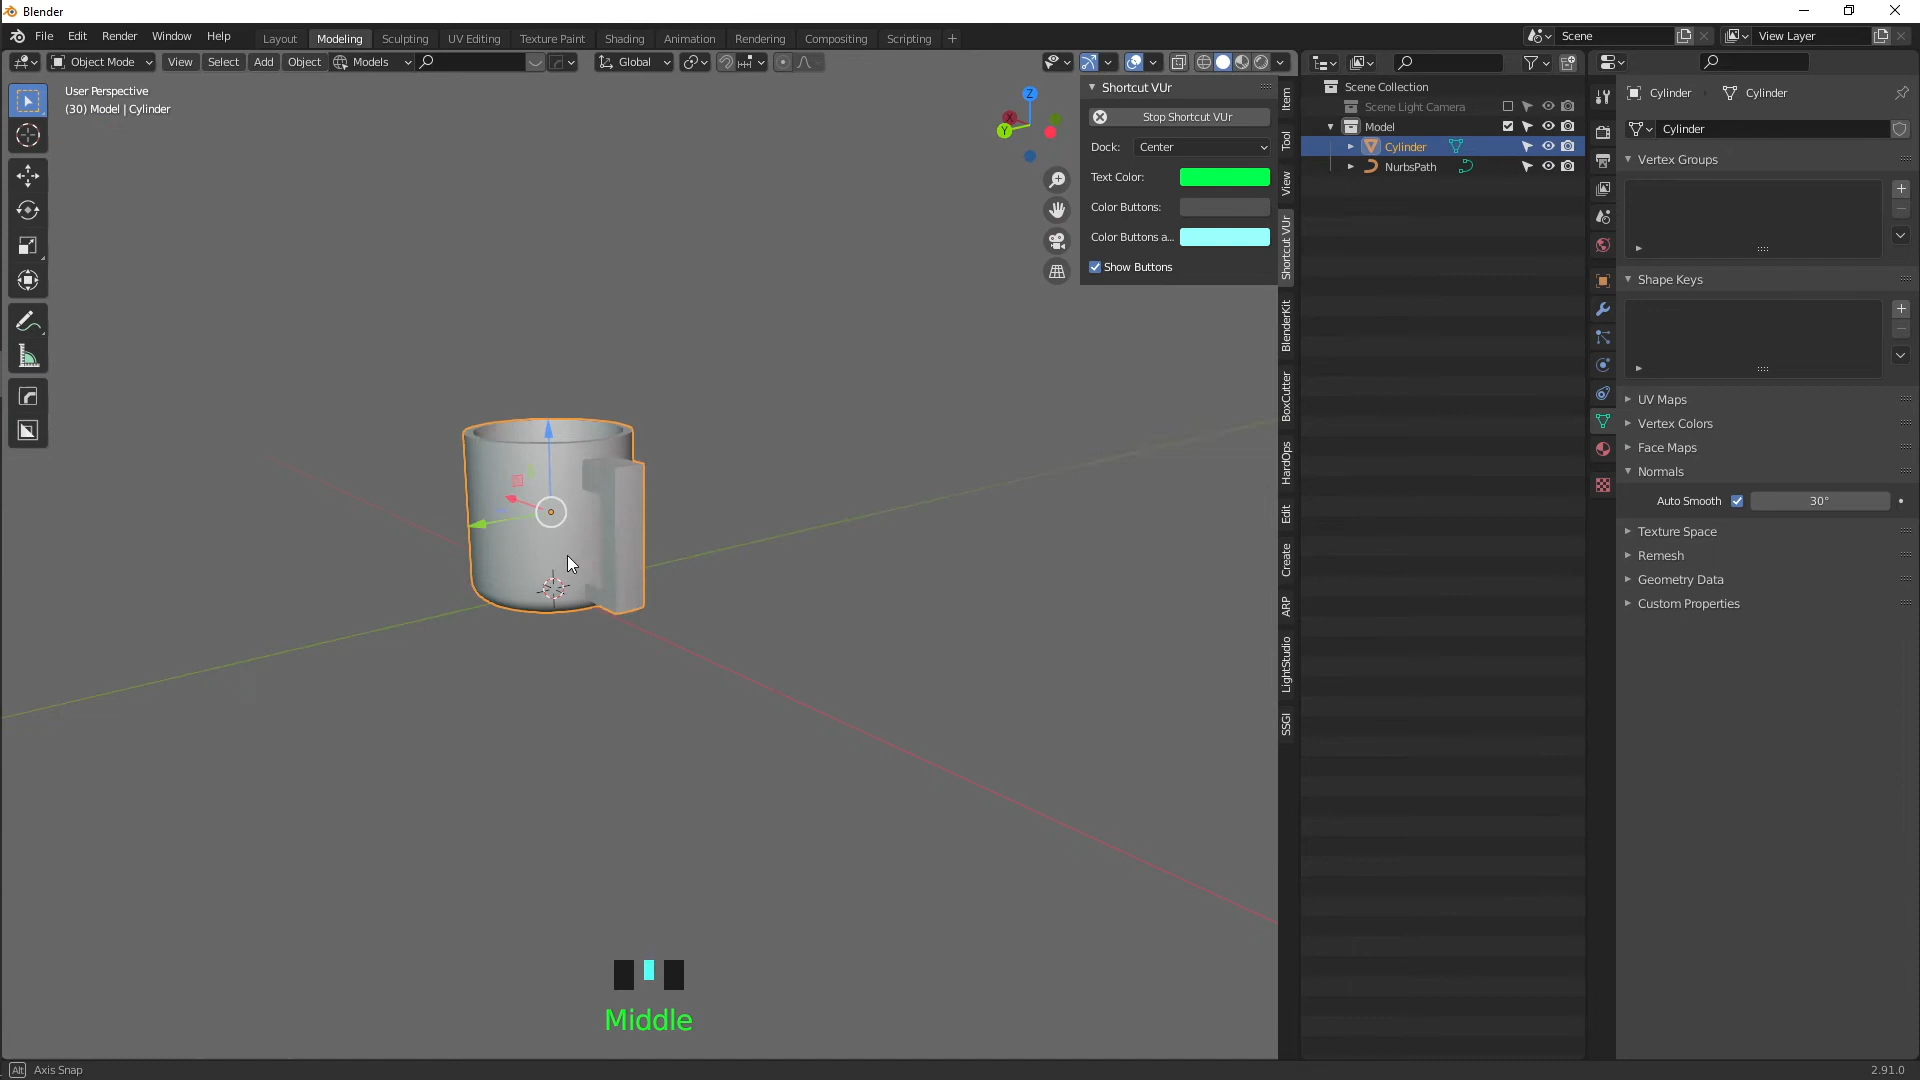 Blender
File Edit Render Window Help
Layout Modeling Sculpting UV Editing Texture Paint Shading Animation Rendering Compositing Scripting
Scene
View Layer
Object Mode View Select Add Object Models
Global
User Perspective
(30) Model | Cylinder
Z
X
Y
Shortcut VUr
Stop Shortcut VUr
Dock: Center
Text Color:
Color Buttons:
Color Buttons a...
Show Buttons
Item
Tool
View
Shortcut VUr
BlenderKit
BoxCutter
HardOps
Edit
Create
ARP
LightStudio
SSGI
Scene Collection
Scene Light Camera
Model
Cylinder
NurbsPath
Cylinder Cylinder
Cylinder
Vertex Groups
Shape Keys
UV Maps
Vertex Colors
Face Maps
Normals
Auto Smooth 30°
Texture Space
Remesh
Geometry Data
Custom Properties
Middle
Alt Axis Snap
2.91.0